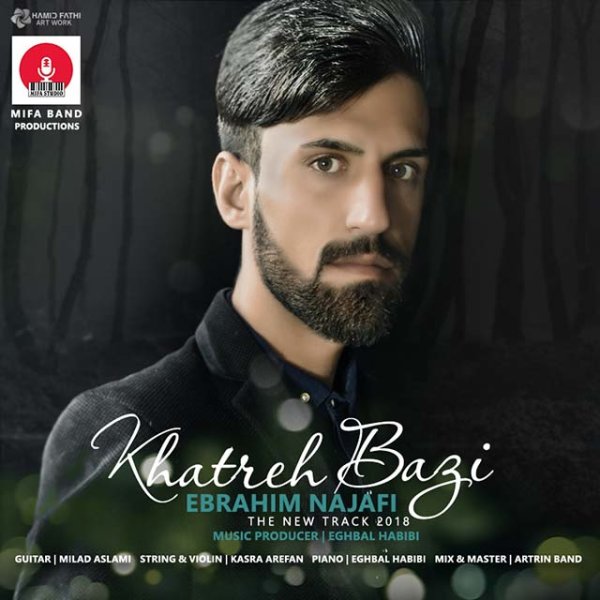 HAMID FATHI
ART WORK
MIFA STUDIO
MIFA BAND
PRODUCTIONS
Khatreh Bazi
EBRAHIM NAJAFI
THE NEW TRACK 2018
MUSIC PRODUCER | EGHBAL HABIBI
GUITAR | MILAD ASLAMI STRING & VIOLIN | KASRA AREFAN PIANO | EGHBAL HABIBI MIX & MASTER | ARTRIN BAND